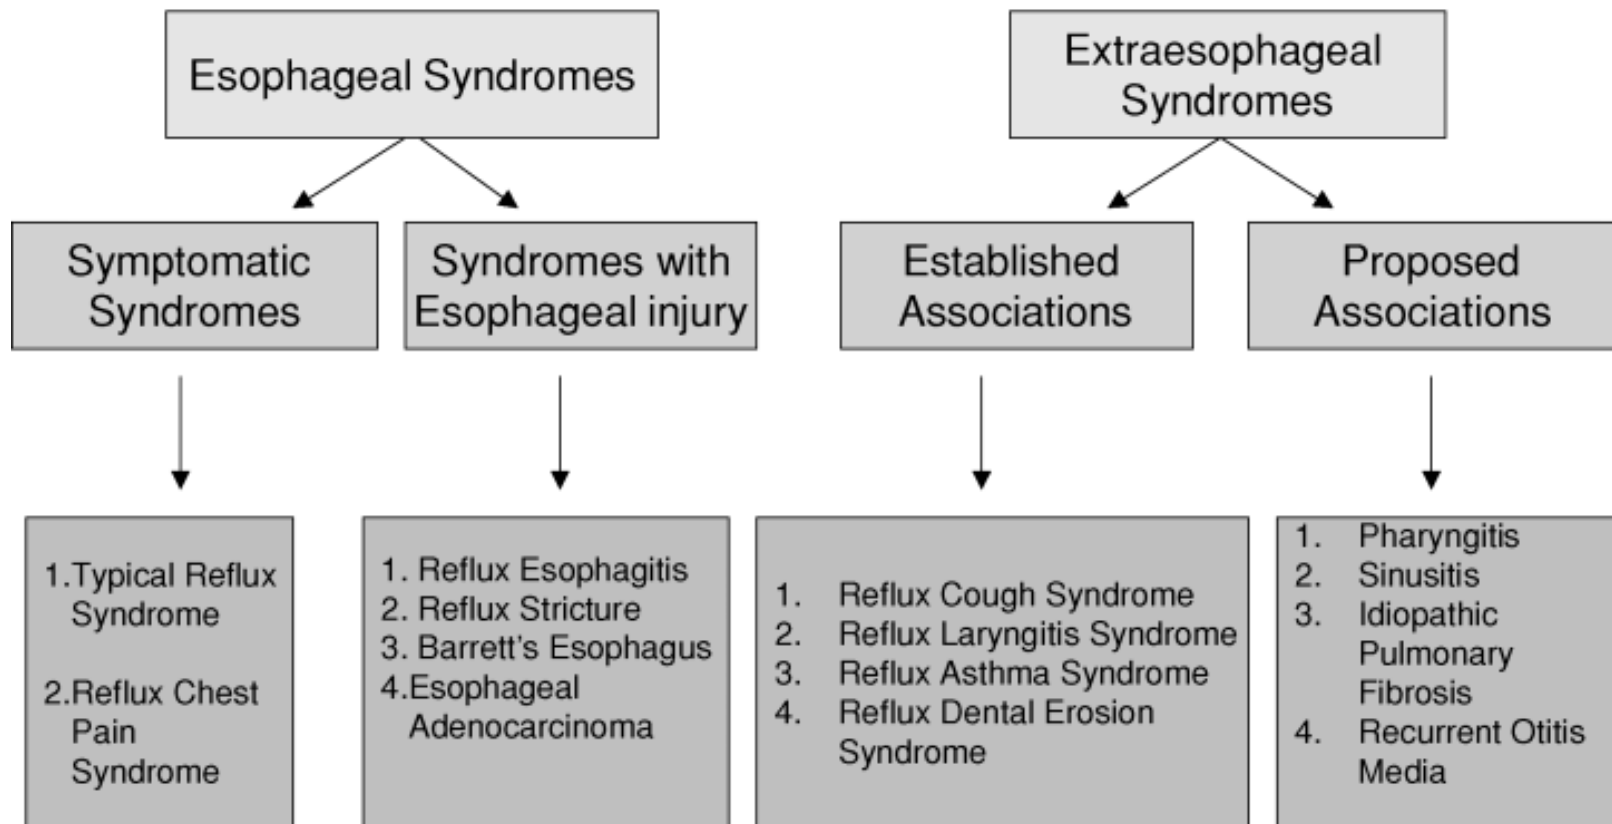 Esophageal Syndromes
Extraesophageal
Syndromes
Symptomatic
Syndromes
Syndromes with
Esophageal injury
Established
Associations
Proposed
Associations
1.Typical Reflux
Syndrome
2.Reflux Chest
Pain
Syndrome
1. Reflux Esophagitis
2. Reflux Stricture
3. Barrett's Esophagus
4.Esophageal
Adenocarcinoma
1. Reflux Cough Syndrome
2. Reflux Laryngitis Syndrome
3. Reflux Asthma Syndrome
4. Reflux Dental Erosion
Syndrome
1. Pharyngitis
2. Sinusitis
3. Idiopathic
Pulmonary
Fibrosis
4. Recurrent Otitis
Media